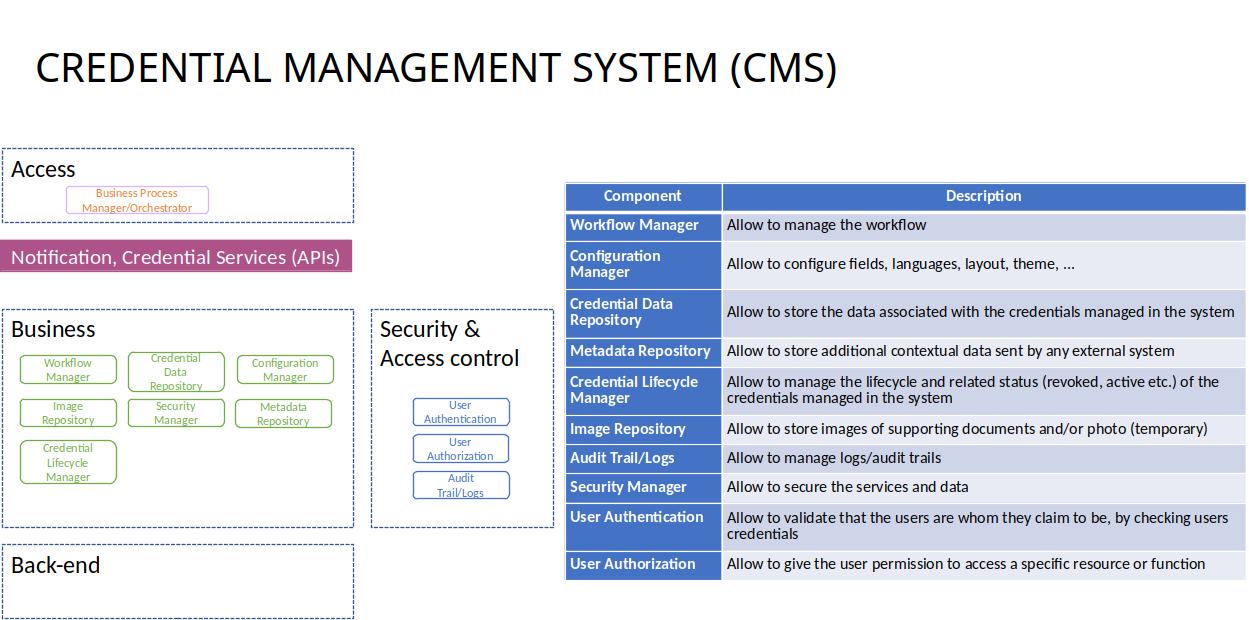 CREDENTIAL MANAGEMENT SYSTEM (CMS)
Access
Business Process
Manager/Orchestrator
Notification, Credential Services (APIs)
Business
Workflow
Manager
Credential
Data
Repository
Configuration
Manager
Image
Repository
Security
Manager
Metadata
Repository
Credential
Lifecycle
Manager
Security &
Access control
User
Authentication
User
Authorization
Audit
Trail/Logs
Back-end
Component Description
Workflow Manager Allow to manage the workflow
Configuration
Manager
Allow to configure fields, languages, layout, theme, ...
Credential Data
Repository
Allow to store the data associated with the credentials managed in the system
Metadata Repository Allow to store additional contextual data sent by any external system
Credential Lifecycle
Manager
Allow to manage the lifecycle and related status (revoked, active etc.) of the
credentials managed in the system
Image Repository Allow to store images of supporting documents and/or photo (temporary)
Audit Trail/Logs Allow to manage logs/audit trails
Security Manager Allow to secure the services and data
User Authentication Allow to validate that the users are whom they claim to be, by checking users
credentials
User Authorization Allow to give the user permission to access a specific resource or function